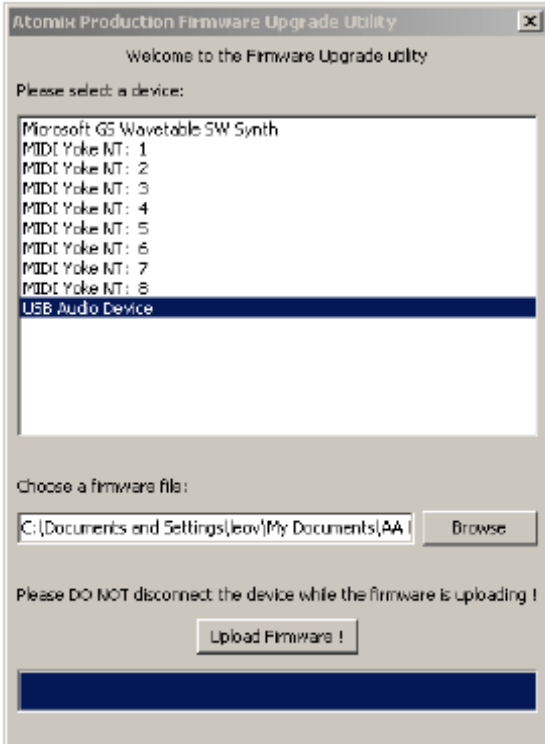 Atomix Production Firmware Upgrade Utility
Welcome to the Firmware Upgrade utility
Please select a device:
Microsoft GS Wavetable SW Synth
MIDI Yoke NT: 1
MIDI Yoke NT: 2
MIDI Yoke NT: 3
MIDI Yoke NT: 4
MIDI Yoke NT: 5
MIDI Yoke NT: 6
MIDI Yoke NT: 7
MIDI Yoke NT: 8
USB Audio Device
Choose a firmware file:
C:\Documents and Settings\leov\My Documents\AA
Browse
Please DO NOT disconnect the device while the firmware is uploading !
Upload Firmware !